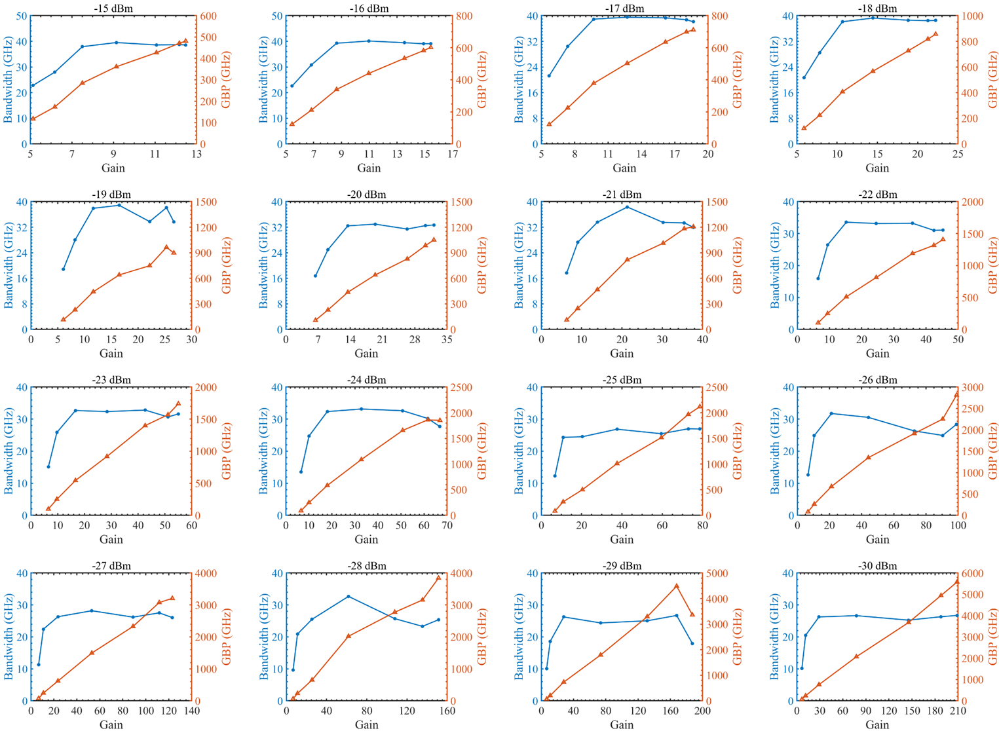 -15 dBm
-16 dBm
-17 dBm
-18 dBm
50 40 30 20 10 0
Bandwidth (GHz)
600 500 400 300 200 100 0
GBP (GHz)
5 7 9 11 13
Gain
50 40 30 20 10 0
Bandwidth (GHz)
800 600 400 200 0
GBP (GHz)
5 7 9 11 13 15 17
Gain
40 32 24 16 8 0
Bandwidth (GHz)
800 600 400 200 0
GBP (GHz)
5 8 11 14 17 20
Gain
40 32 24 16 8 0
Bandwidth (GHz)
1000 800 600 400 200 0
GBP (GHz)
5 10 15 20 25
Gain
-19 dBm
-20 dBm
-21 dBm
-22 dBm
40 32 24 16 8 0
Bandwidth (GHz)
1500 1200 900 600 300 0
GBP (GHz)
0 5 10 15 20 25 30
Gain
40 32 24 16 8 0
Bandwidth (GHz)
1500 1200 900 600 300 0
GBP (GHz)
0 7 14 21 28 35
Gain
40 32 24 16 8 0
Bandwidth (GHz)
1500 1200 900 600 300 0
GBP (GHz)
0 10 20 30 40
Gain
40 30 20 10 0
Bandwidth (GHz)
2000 1500 1000 500 0
GBP (GHz)
0 10 20 30 40 50
Gain
-23 dBm
-24 dBm
-25 dBm
-26 dBm
40 30 20 10 0
Bandwidth (GHz)
2000 1500 1000 500 0
GBP (GHz)
0 10 20 30 40 50 60
Gain
40 30 20 10 0
Bandwidth (GHz)
2500 2000 1500 1000 500 0
GBP (GHz)
0 10 20 30 40 50 60 70
Gain
40 30 20 10 0
Bandwidth (GHz)
2500 2000 1500 1000 500 0
GBP (GHz)
0 20 40 60 80
Gain
40 30 20 10 0
Bandwidth (GHz)
3000 2500 2000 1500 1000 500 0
GBP (GHz)
0 20 40 60 80 100
Gain
-27 dBm
-28 dBm
-29 dBm
-30 dBm
40 30 20 10 0
Bandwidth (GHz)
4000 3000 2000 1000 0
GBP (GHz)
0 20 40 60 80 100 120 140
Gain
40 30 20 10 0
Bandwidth (GHz)
4000 3000 2000 1000 0
GBP (GHz)
0 40 80 120 160
Gain
40 30 20 10 0
Bandwidth (GHz)
5000 4000 3000 2000 1000 0
GBP (GHz)
0 40 80 120 160 200
Gain
40 30 20 10 0
Bandwidth (GHz)
6000 5000 4000 3000 2000 1000 0
GBP (GHz)
0 30 60 90 120 150 180 210
Gain